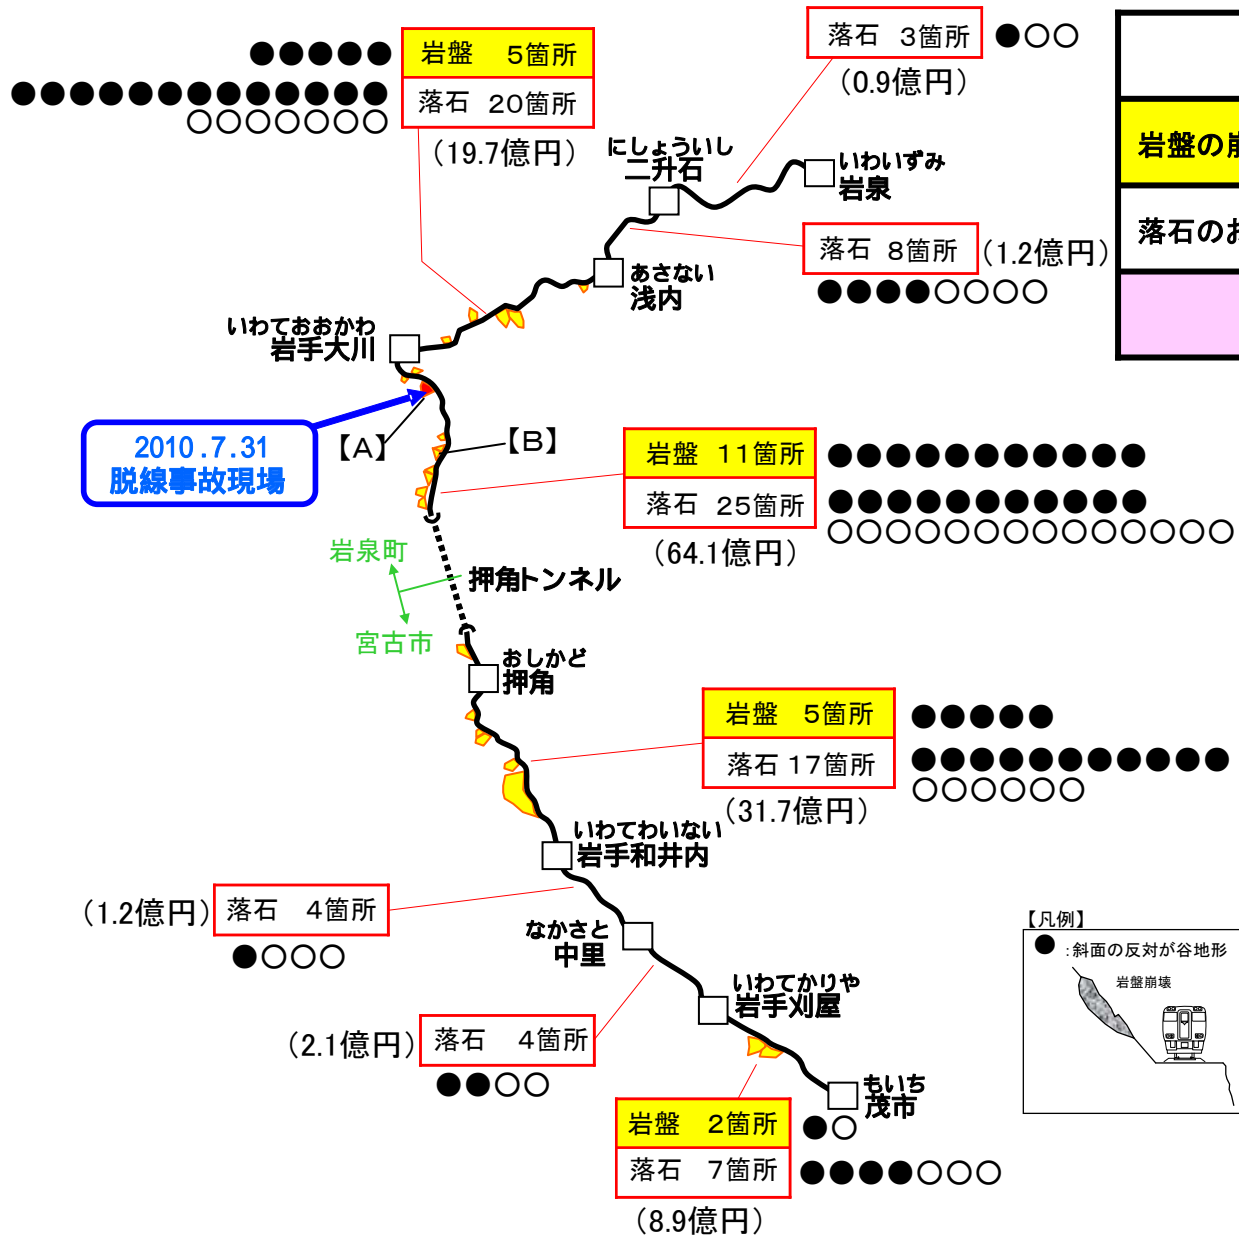 落石 3箇所 ●○○
(0.9億円)
●●●●● 岩盤 5箇所
●●●●●●●●●●●●● 落石 20箇所
○○○○○○○
(19.7億円)
岩盤の崩
落石のお
にしょういし
二升石
いわいずみ
岩泉
落石 8箇所 (1.2億円)
●●●●○○○○
あさない
浅内
いわておおかわ
岩手大川
2010.7.31
脱線事故現場
【A】
【B】
岩盤 11箇所 ●●●●●●●●●●●
落石 25箇所 ●●●●●●●●●●●
○○○○○○○○○○○○○○
(64.1億円)
岩泉町
押角トンネル
宮古市
おしかど
押角
岩盤 5箇所 ●●●●●
落石 17箇所 ●●●●●●●●●●●
○○○○○○
(31.7億円)
いわてわいない
岩手和井内
(1.2億円) 落石 4箇所
●○○○
なかさと
中里
いわてかりや
岩手刈屋
(2.1億円) 落石 4箇所
●●○○
もいち
茂市
岩盤 2箇所 ●○
落石 7箇所 ●●●●○○○
(8.9億円)
【凡例】
● :斜面の反対が谷地形
岩盤崩壊